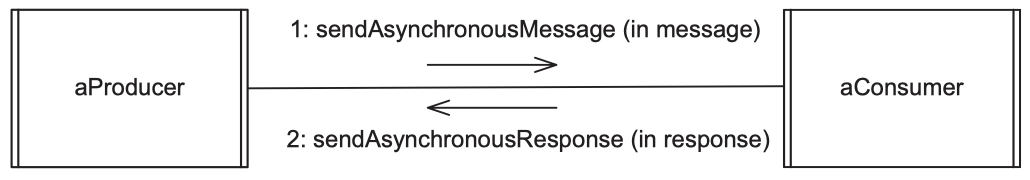 1: sendAsynchronousMessage (in message)
aProducer
aConsumer
2: sendAsynchronousResponse (in response)